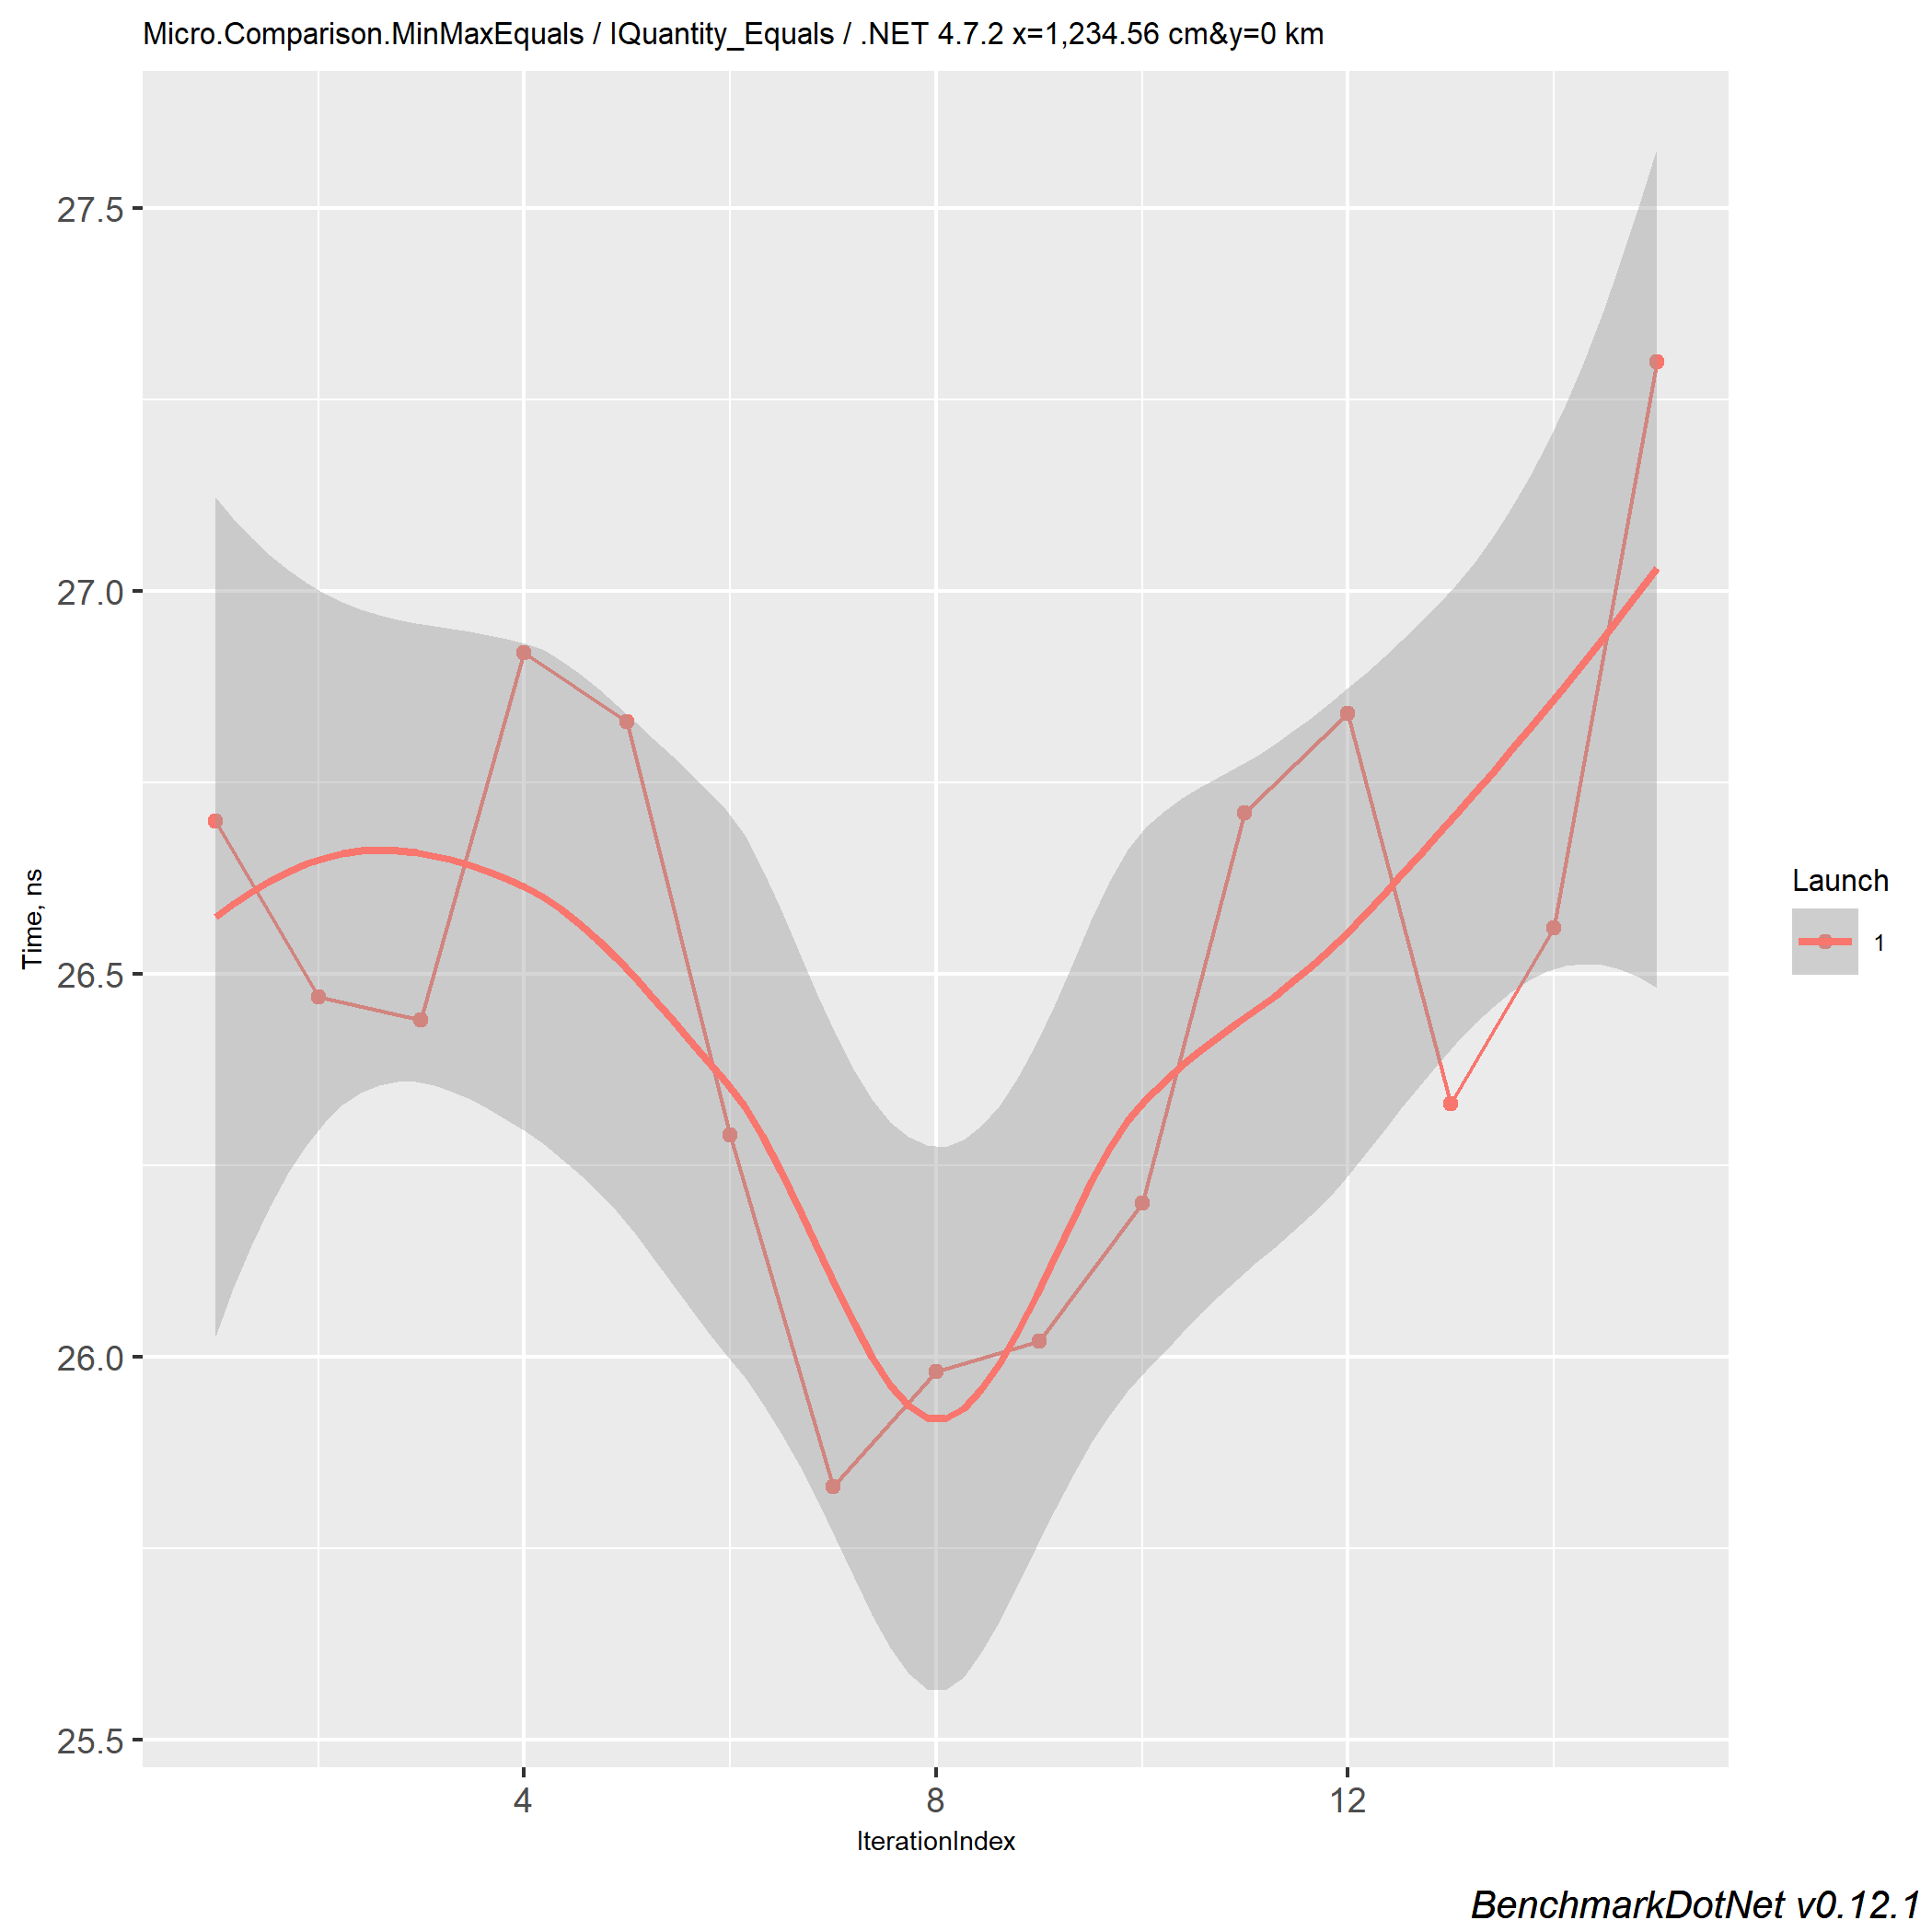 Micro.Comparison.MinMaxEquals / IQuantity_Equals / .NET 4.7.2 x=1,234.56 cm&y=0 km
27.5
27.0
26.5
26.0
25.5
Time, ns
4
8
12
IterationIndex
Launch
1
BenchmarkDotNet v0.12.1